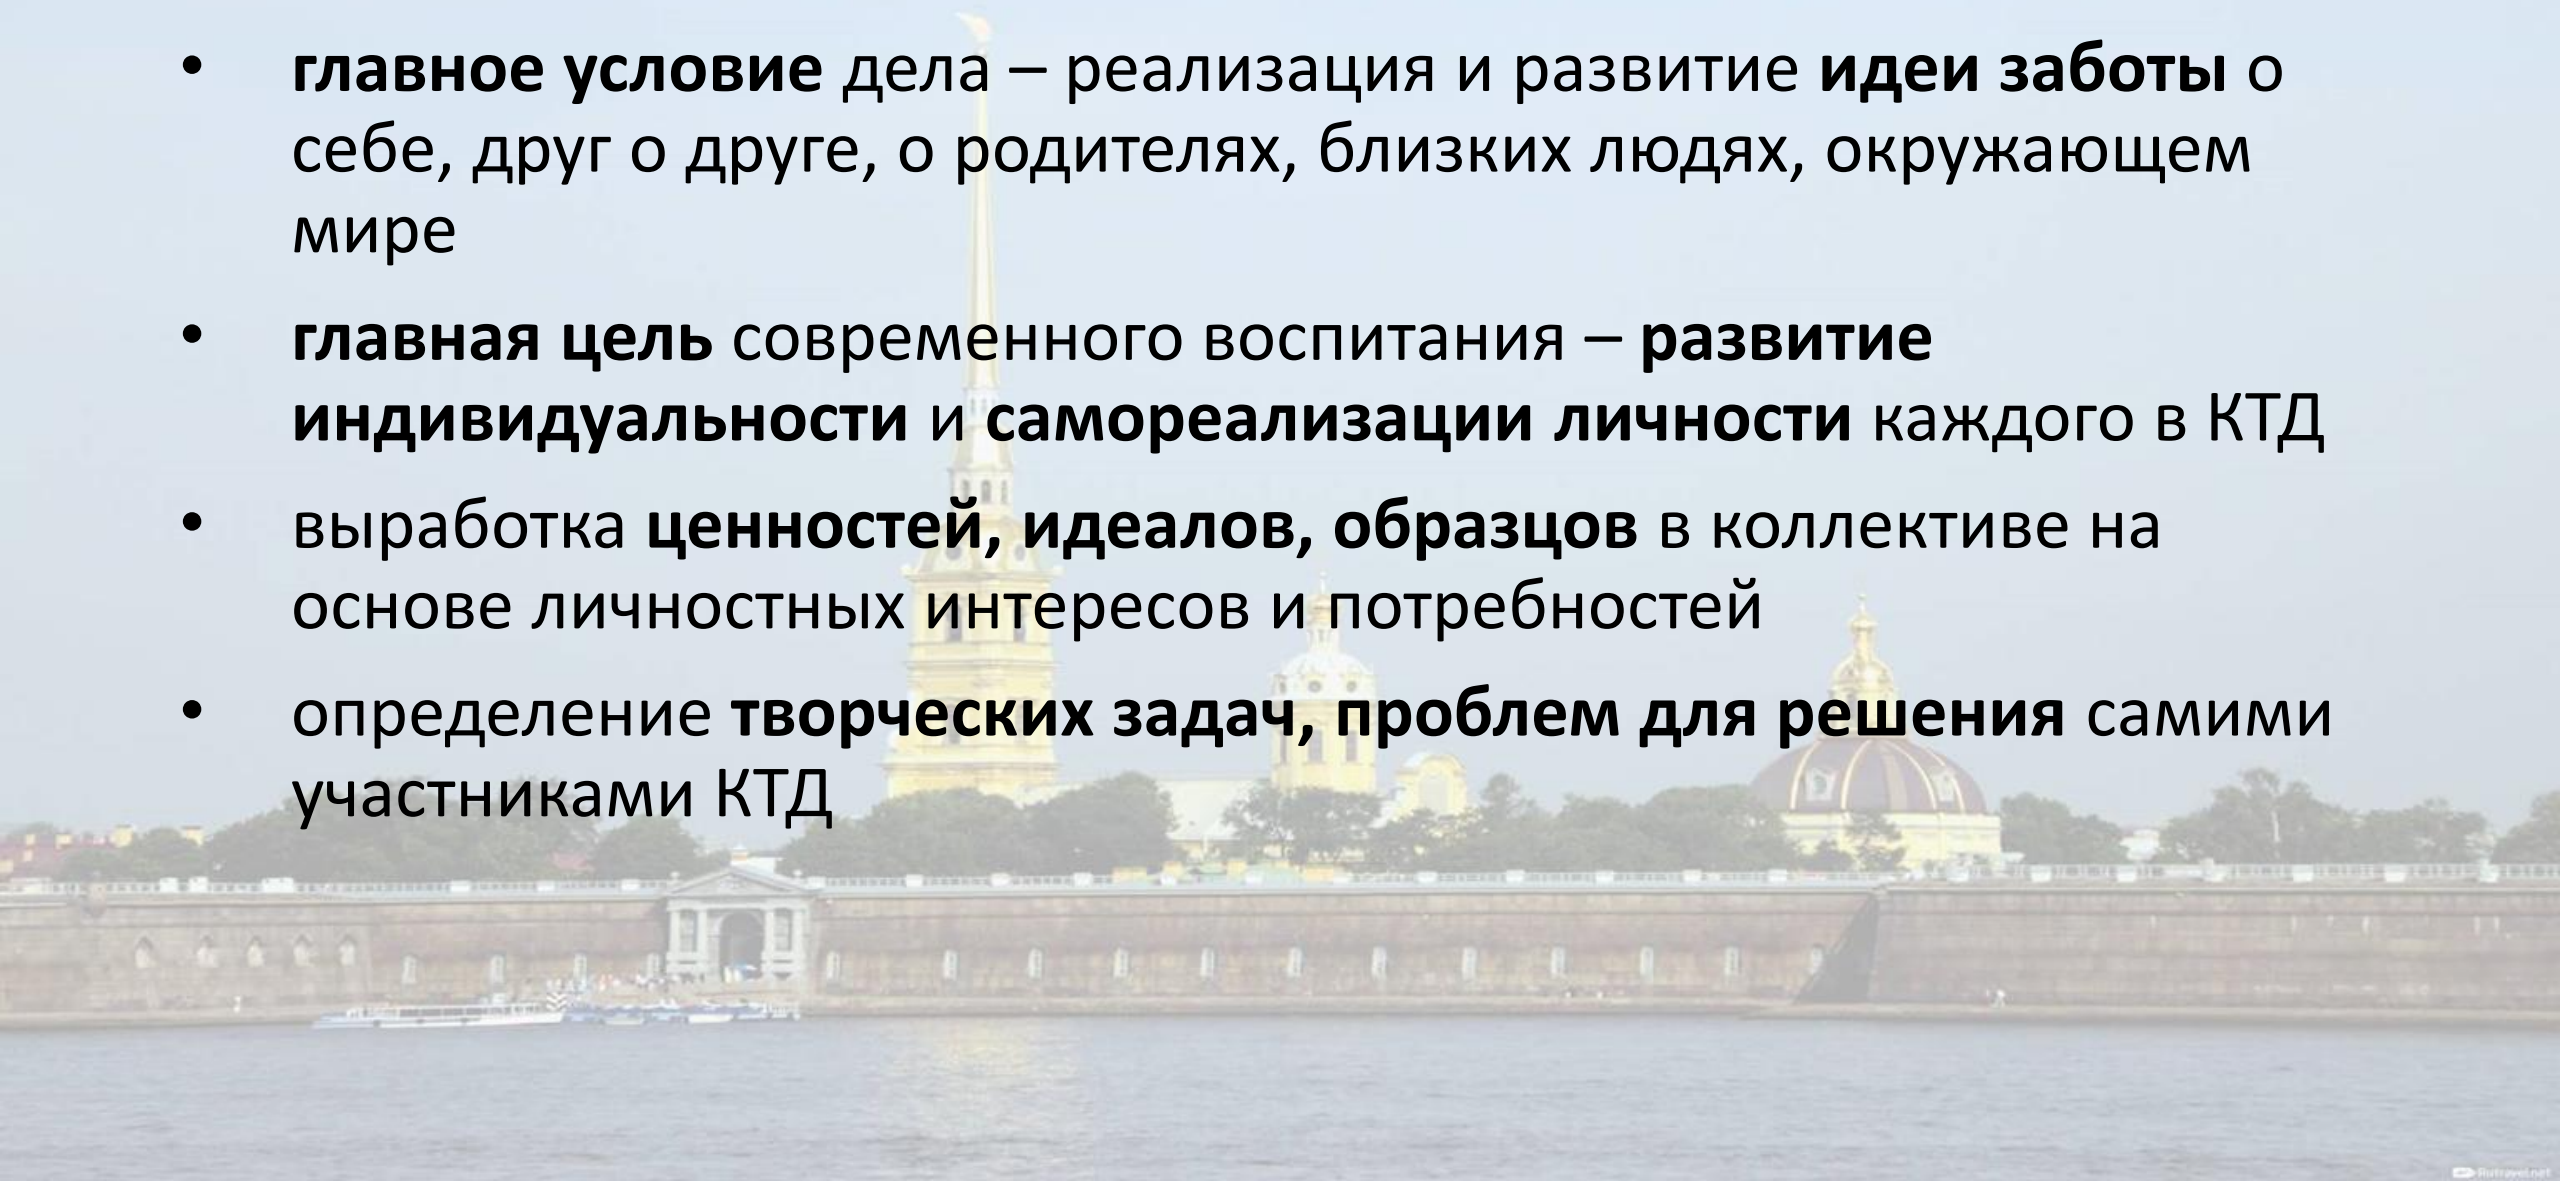 • главное условие дела – реализация и развитие идеи заботы о
себе, друг о друге, о родителях, близких людях, окружающем
мире
• главная цель современного воспитания – развитие
индивидуальности и самореализации личности каждого в КТД
• выработка ценностей, идеалов, образцов в коллективе на
основе личностных интересов и потребностей
• определение творческих задач, проблем для решения самими
участниками КТД
Rutravel.net